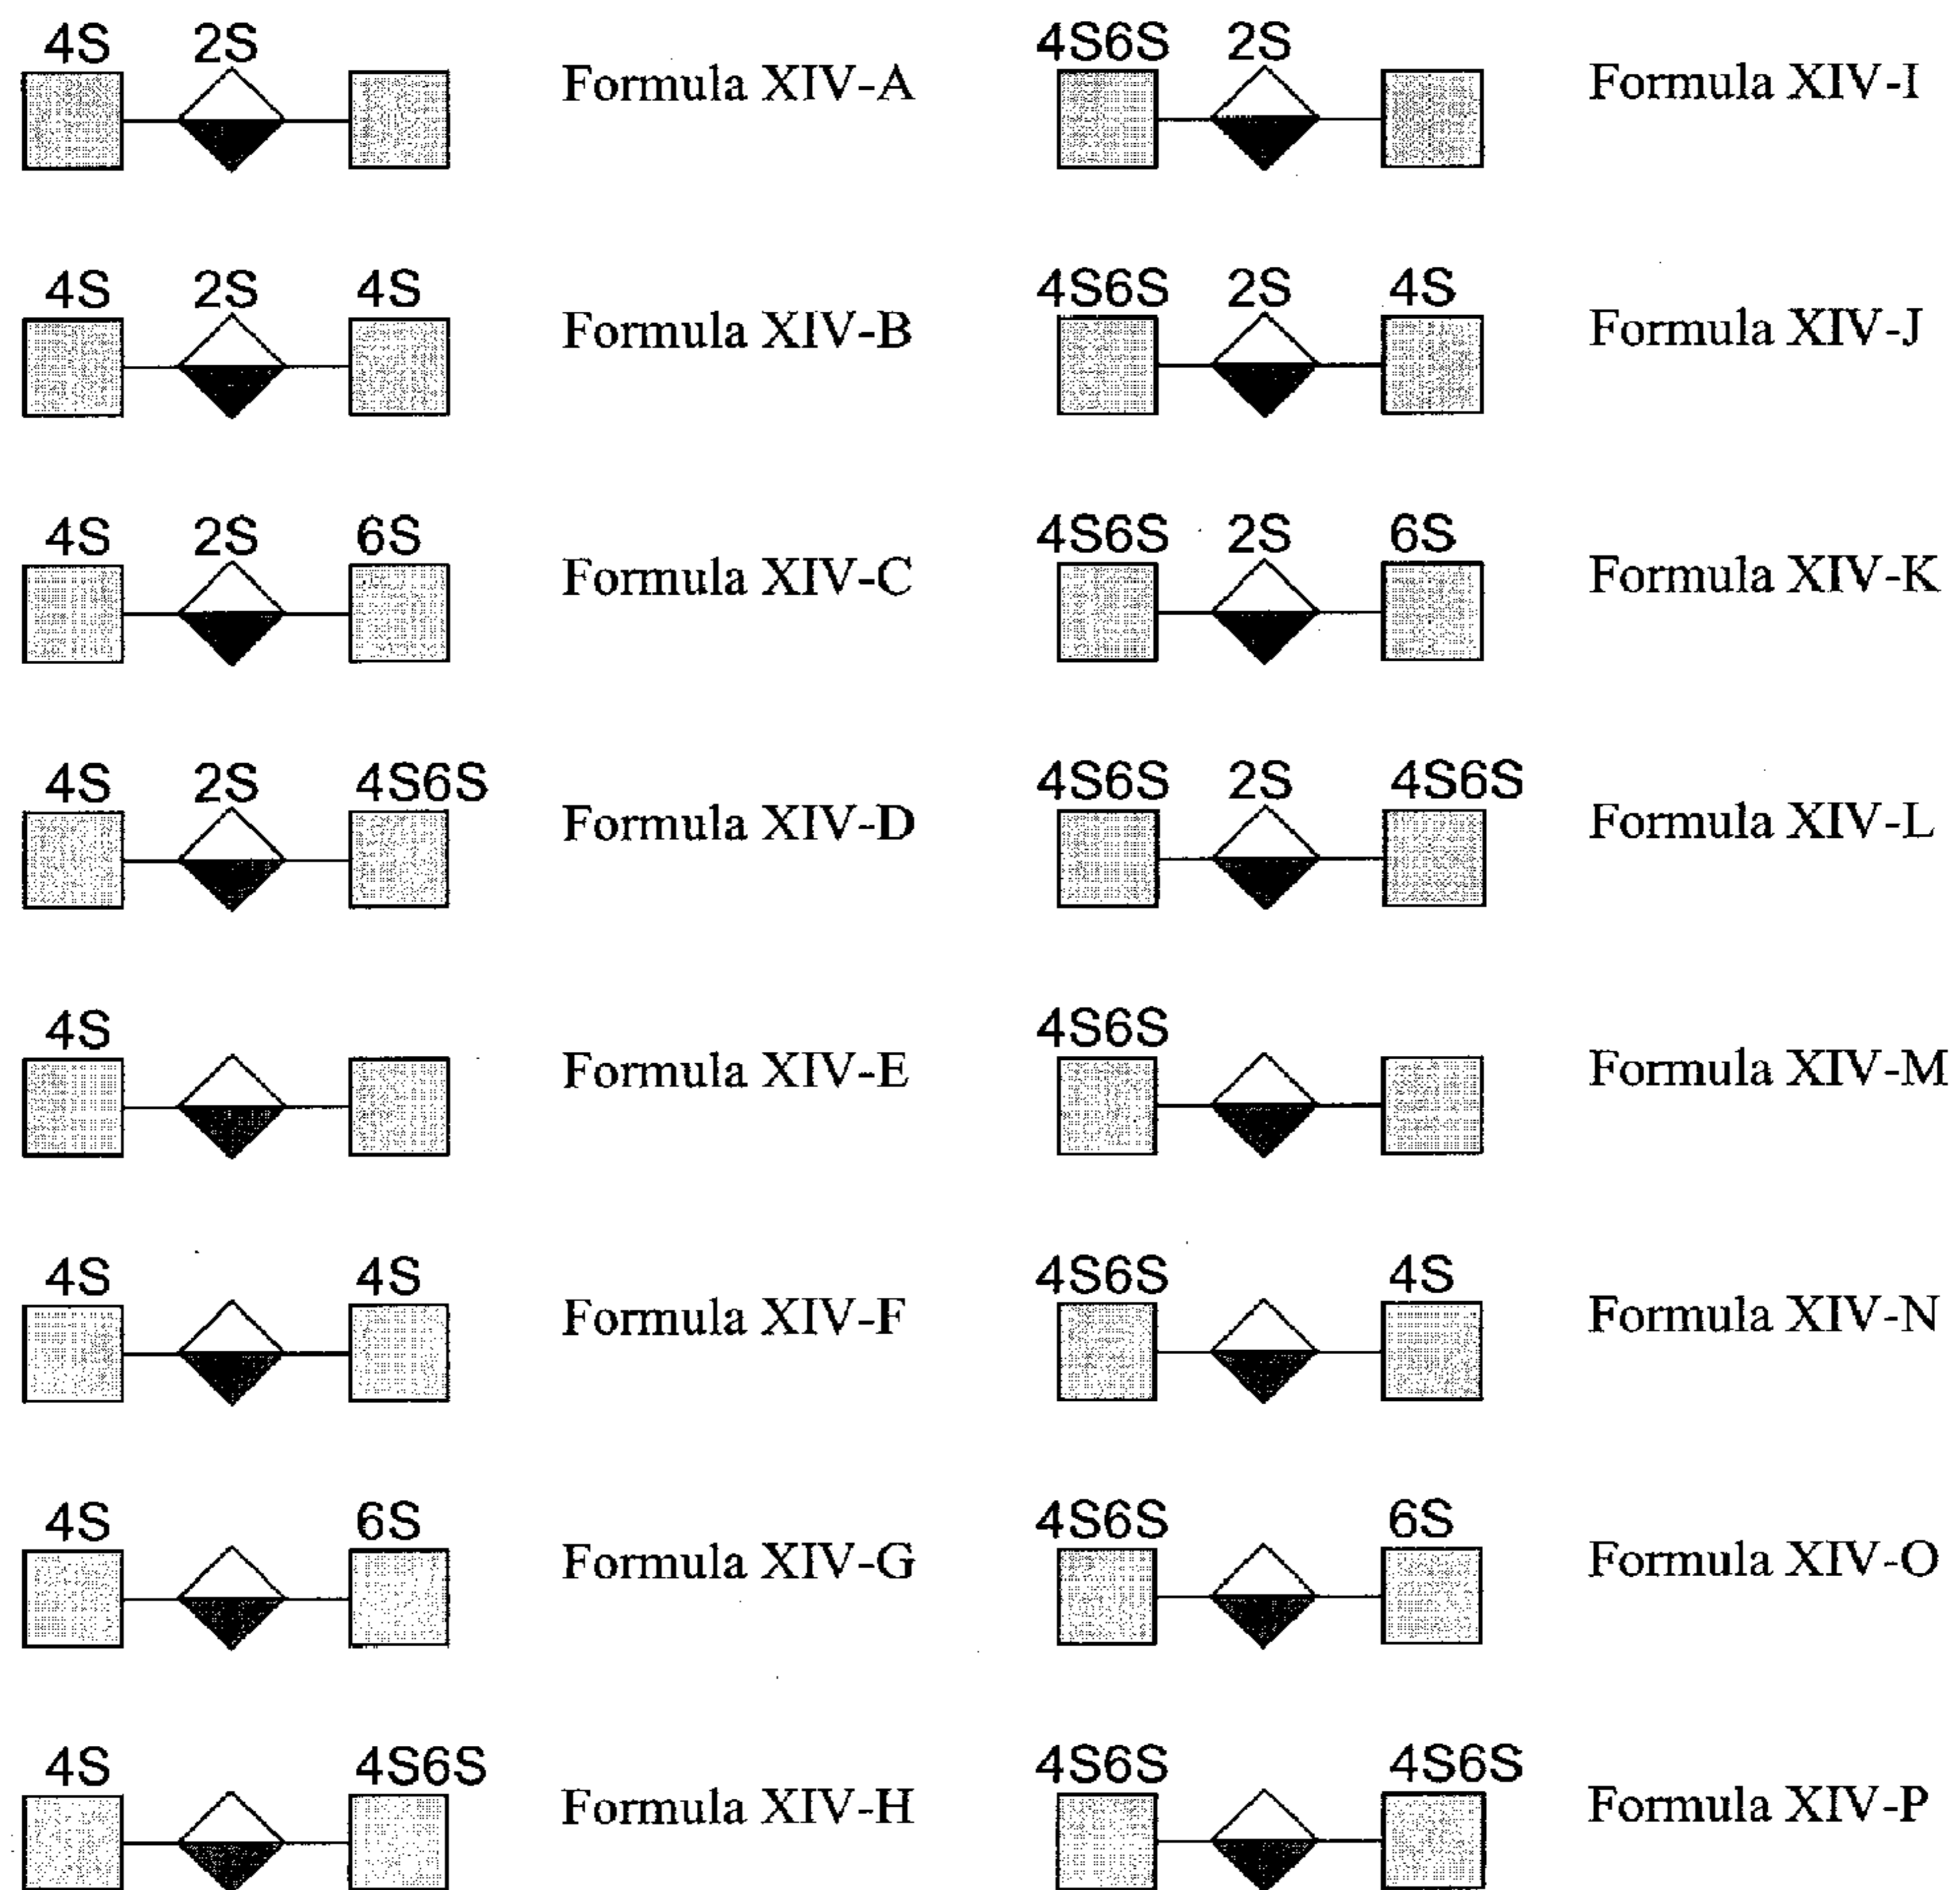 4S 2S Formula XIV-A
4S 2S 4S Formula XIV-B
4S 2S 6S Formula XIV-C
4S 2S 4S6S Formula XIV-D
4S Formula XIV-E
4S 4S Formula XIV-F
4S 6S Formula XIV-G
4S 4S6S Formula XIV-H
4S6S 2S Formula XIV-I
4S6S 2S 4S Formula XIV-J
4S6S 2S 6S Formula XIV-K
4S6S 2S 4S6S Formula XIV-L
4S6S Formula XIV-M
4S6S 4S Formula XIV-N
4S6S 6S Formula XIV-O
4S6S 4S6S Formula XIV-P